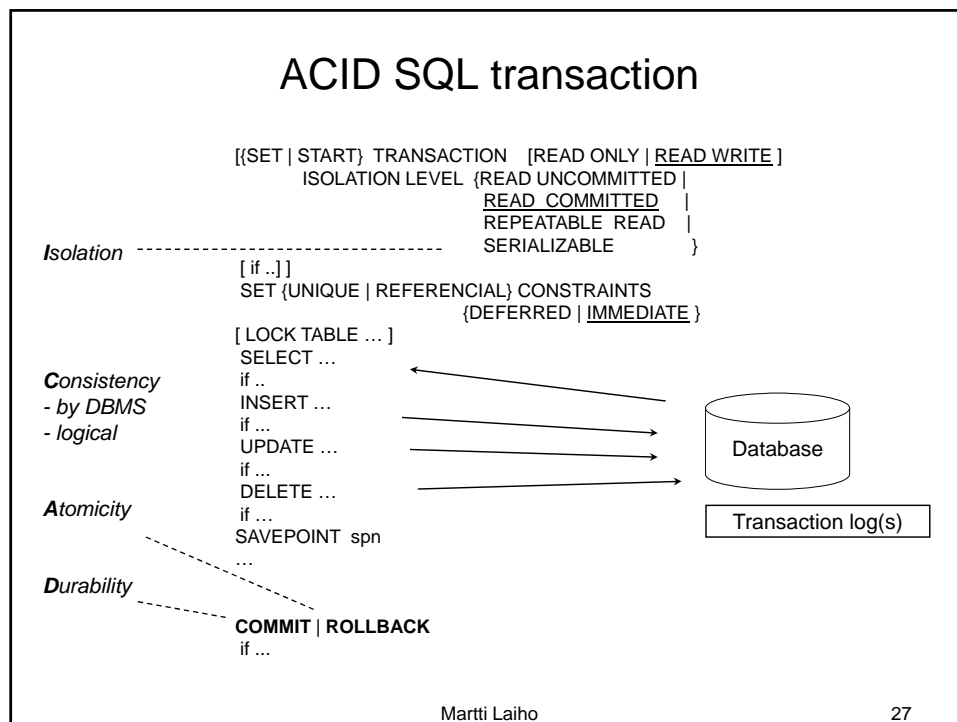 ACID SQL transaction
[{SET | START} TRANSACTION [READ ONLY | READ WRITE ]
ISOLATION LEVEL {READ UNCOMMITTED |
READ COMMITTED |
REPEATABLE READ |
SERIALIZABLE }
Isolation
[ if ..] ]
SET {UNIQUE | REFERENCIAL} CONSTRAINTS
{DEFERRED | IMMEDIATE }
[ LOCK TABLE … ]
SELECT …
Consistency
- by DBMS
- logical
if ..
INSERT …
if ...
UPDATE …
if ...
DELETE …
if …
SAVEPOINT spn
…
Database
Transaction log(s)
Atomicity
Durability
COMMIT | ROLLBACK
if ...
Martti Laiho
27